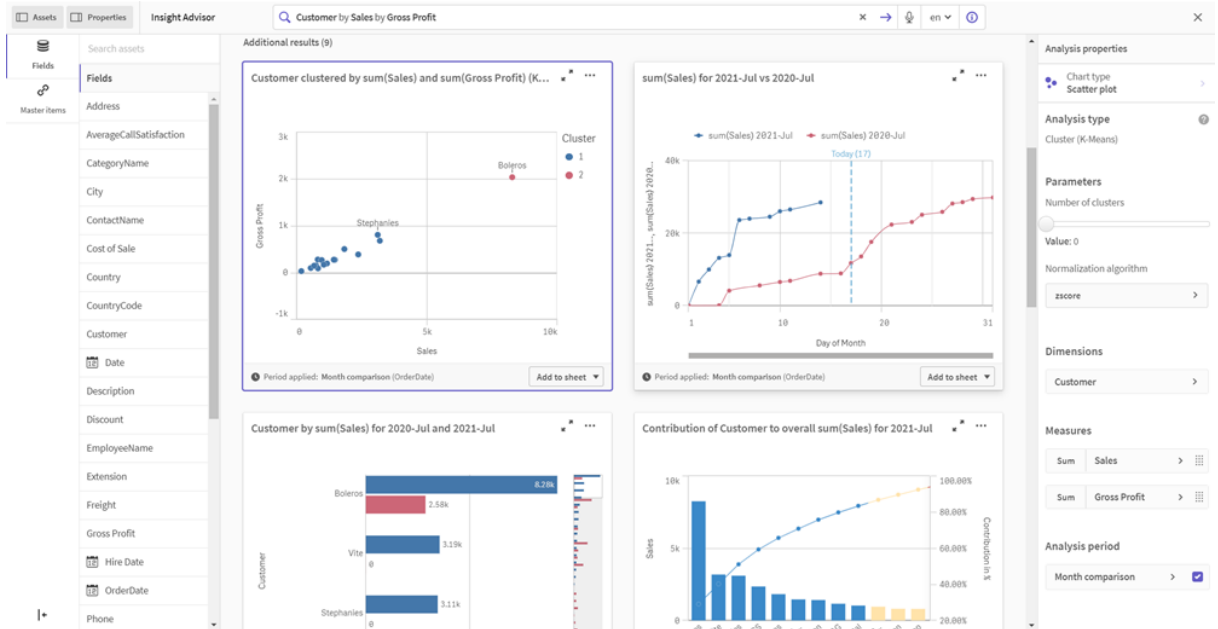 Assets
Properties
Insight Advisor
Customer by Sales by Gross Profit
en
Fields
Master items
Search assets
Fields
Address
AverageCallSatisfaction
CategoryName
City
ContactName
Cost of Sale
Country
CountryCode
Customer
Date
Description
Discount
EmployeeName
Extension
Freight
Gross Profit
Hire Date
OrderDate
Phone
Additional results (9)
Customer clustered by sum(Sales) and sum(Gross Profit) (K...
3k
2k
1k
0
-1k
Gross Profit
Boleros
Stephanies
0
5k
10k
Sales
Cluster
1
2
Period applied: Month comparison (OrderDate)
Add to sheet
sum(Sales) for 2021-Jul vs 2020-Jul
sum(Sales) 2021-Jul
sum(Sales) 2020-Jul
Today (17)
40k
20k
0
sum(Sales) 2021..., sum(Sales) 2020...
1
10
20
31
Day of Month
Period applied: Month comparison (OrderDate)
Add to sheet
Customer by sum(Sales) for 2020-Jul and 2021-Jul
Customer
Boleros
8.28k
2.58k
Vite
3.19k
0
Stephanies
3.11k
0
Contribution of Customer to overall sum(Sales) for 2021-Jul
10k
5k
0
Sales
100.00%
80.00%
60.00%
40.00%
20.00%
Contribution in %
Analysis properties
Chart type
Scatter plot
Analysis type
Cluster (K-Means)
Parameters
Number of clusters
Value: 0
Normalization algorithm
zscore
Dimensions
Customer
Measures
Sum Sales
Sum Gross Profit
Analysis period
Month comparison